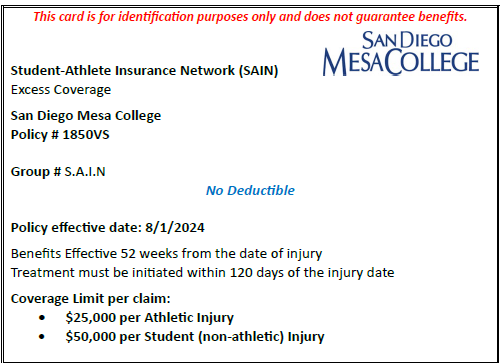 This card is for identification purposes only and does not guarantee benefits.
SAN DIEGO
MESA COLLEGE
Student-Athlete Insurance Network (SAIN)
Excess Coverage
San Diego Mesa College
Policy # 1850VS
Group # S.A.I.N
No Deductible
Policy effective date: 8/1/2024
Benefits Effective 52 weeks from the date of injury
Treatment must be initiated within 120 days of the injury date
Coverage Limit per claim:
• $25,000 per Athletic Injury
• $50,000 per Student (non-athletic) Injury